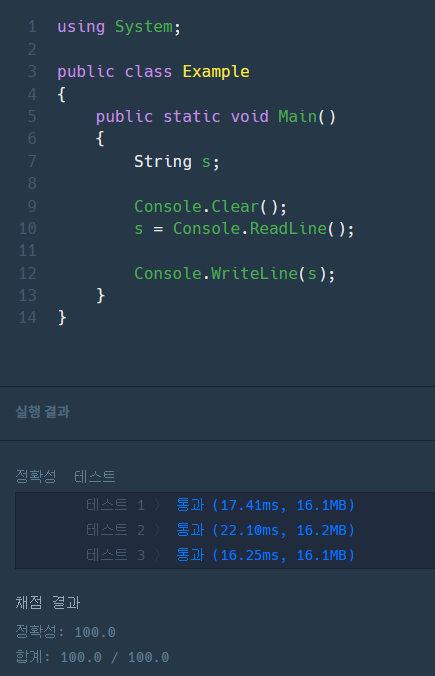 1 using System;
2
3 public class Example
4 {
5 public static void Main()
6 {
7 String s;
8
9 Console.Clear();
10 s = Console.ReadLine();
11
12 Console.WriteLine(s);
13 }
14 }
실행 결과
정확성 테스트
테스트 1 〉 통과 (17.41ms, 16.1MB)
테스트 2 〉 통과 (22.10ms, 16.2MB)
테스트 3 〉 통과 (16.25ms, 16.1MB)
채점 결과
정확성: 100.0
합계: 100.0 / 100.0